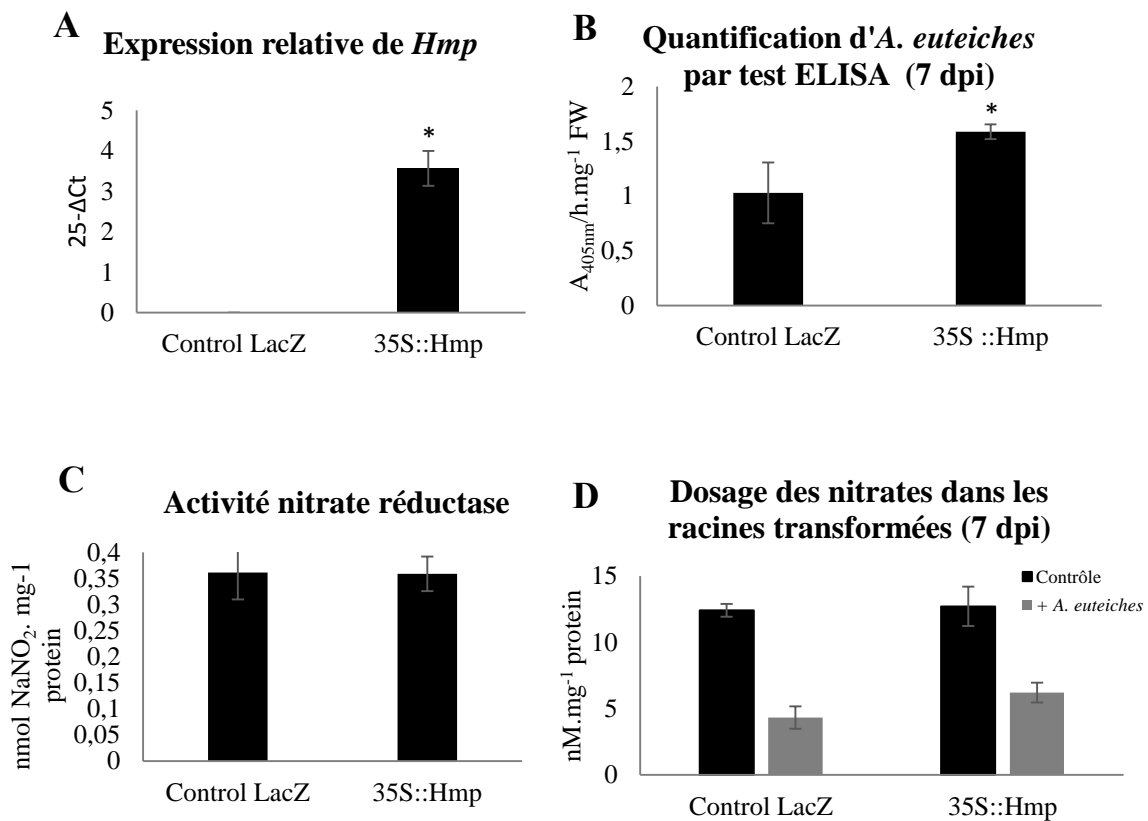 A
Expression relative de Hmp
25-ΔCt
5
4
3
2
1
0
*
Control LacZ
35S::Hmp
B
Quantification d'A. euteiches
par test ELISA (7 dpi)
A405nm/h.mg-1 FW
2
1,5
1
0,5
0
*
Control LacZ
35S ::Hmp
C
Activité nitrate réductase
nmol NaNO2. mg-1
protein
0,4
0,35
0,3
0,25
0,2
0,15
0,1
0,05
0
Control LacZ
35S::Hmp
D
Dosage des nitrates dans les
racines transformées (7 dpi)
nM.mg-1 protein
15
10
5
0
Contrôle
+ A. euteiches
Control LacZ
35S::Hmp